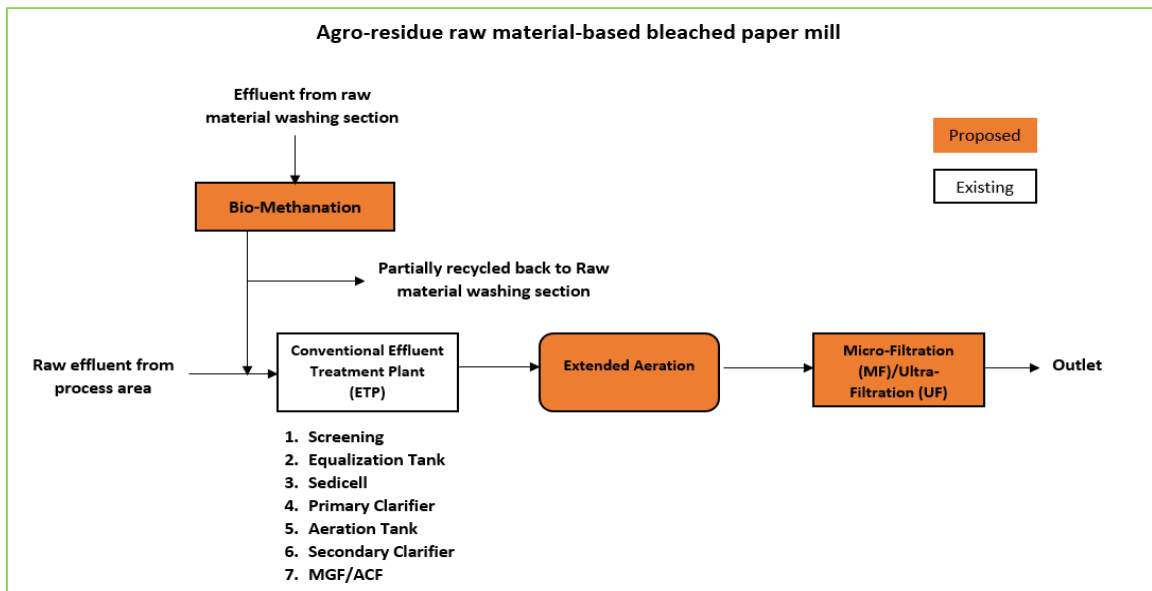 Agro-residue raw material-based bleached paper mill
Effluent from raw
material washing section
Proposed
Existing
Bio-Methanation
Partially recycled back to Raw
material washing section
Raw effluent from
process area
Conventional Effluent
Treatment Plant
(ETP)
Extended Aeration
Micro-Filtration
(MF)/Ultra-
Filtration (UF)
Outlet
1. Screening
2. Equalization Tank
3. Sedicell
4. Primary Clarifier
5. Aeration Tank
6. Secondary Clarifier
7. MGF/ACF